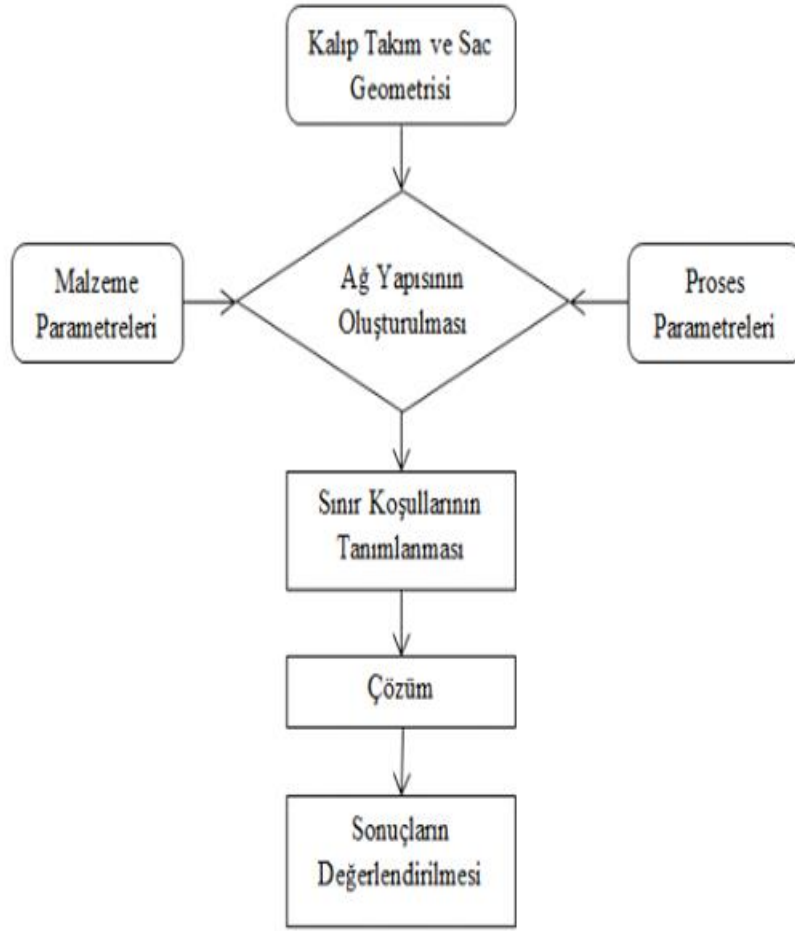 Kalıp Takım ve Sac
Geometrisi
Malzeme
Parametreleri
Ağ Yapısının
Oluşturulması
Proses
Parametreleri
Sınır Koşullarının
Tanımlanması
Çözüm
Sonuçların
Değerlendirilmesi